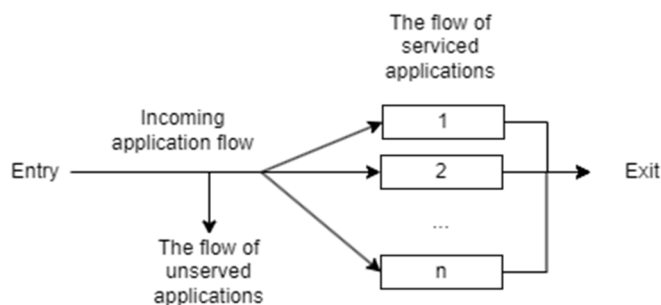 The flow of
serviced
applications
Incoming
application flow
1
Entry
2
Exit
...
The flow of
unserved
applications
n